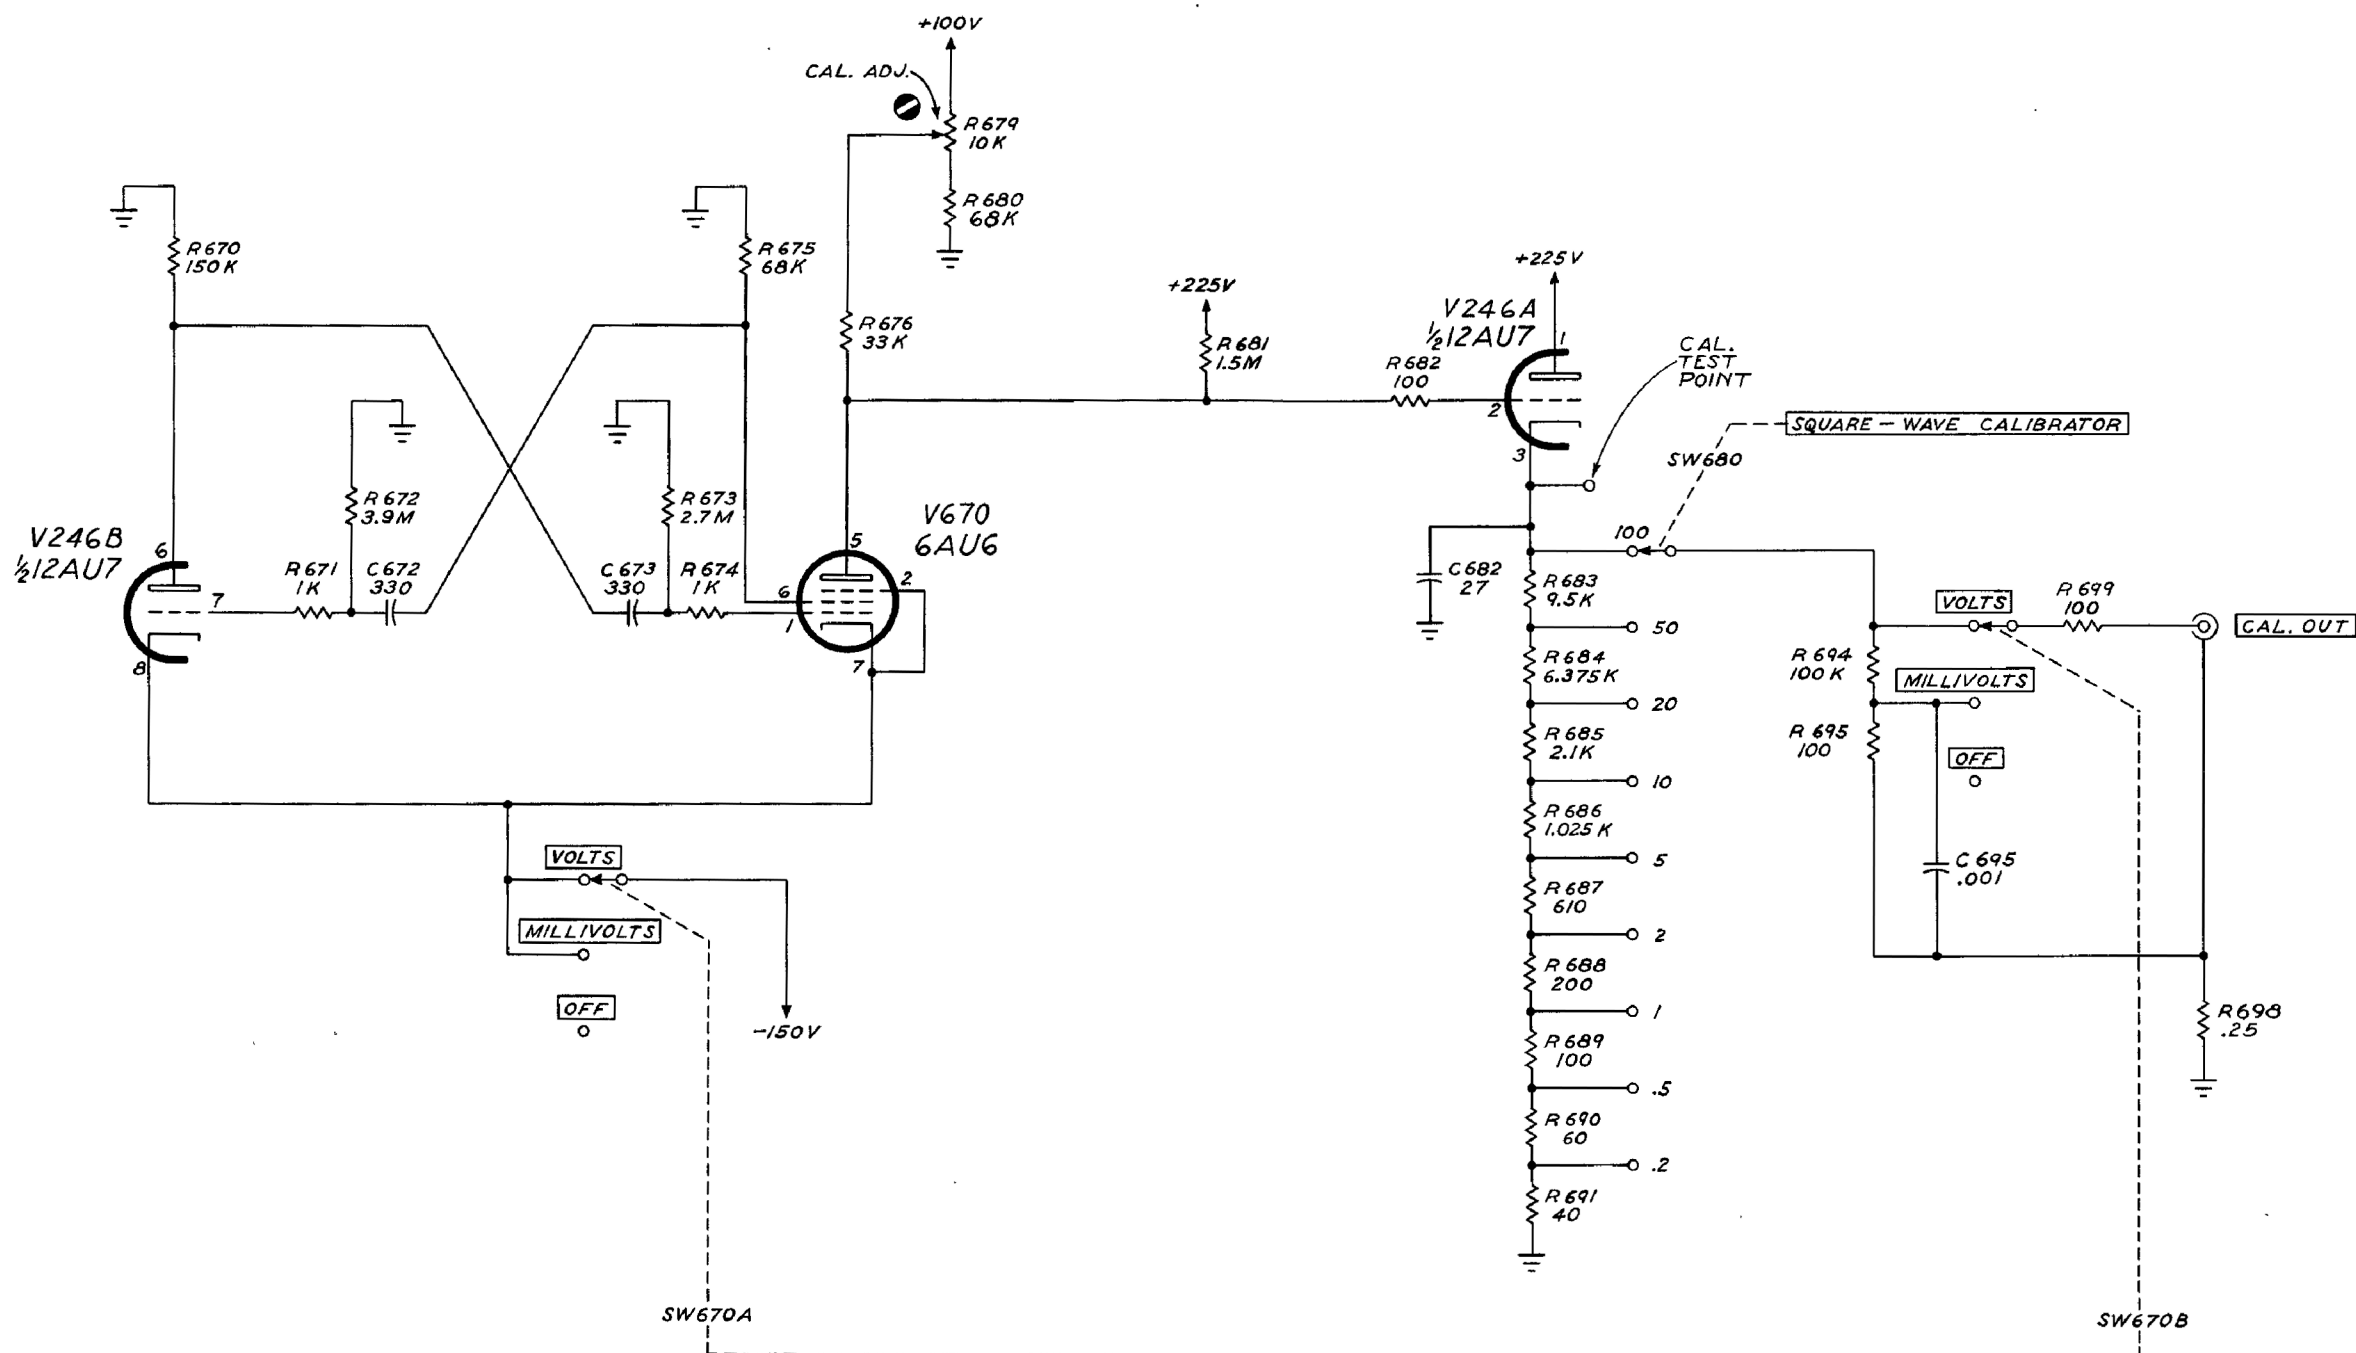 +100V
CAL. ADJ.
R679
10K
R680
68K
R670
150K
R675
68K
R676
33K
+225V
R681
1.5M
R682
100
+225V
V246A
½12AU7
1
2
3
CAL.
TEST
POINT
SQUARE-WAVE CALIBRATOR
SW680
R672
3.9M
R673
2.7M
V670
6AU6
V246B
½12AU7
6
7
8
R671
1K
C672
330
C673
330
R674
1K
5
2
6
1
7
C682
27
100
R683
9.5K
50
R684
6.375K
20
R685
2.1K
10
R686
1.025K
5
R687
610
2
R688
200
1
R689
100
.5
R690
60
.2
R691
40
VOLTS
R699
100
CAL. OUT
R694
100K
MILLIVOLTS
R695
100
OFF
C695
.001
R698
.25
VOLTS
MILLIVOLTS
OFF
-150V
SW670A
SW670B